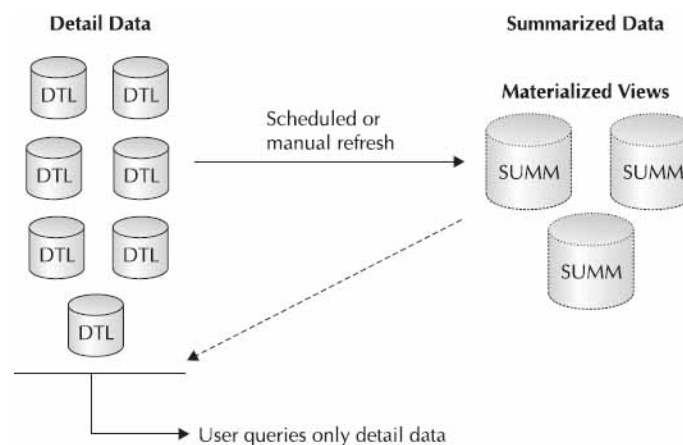 Detail Data
Summarized Data
DTL
DTL
Materialized Views
Scheduled or
manual refresh
DTL
DTL
SUMM
SUMM
DTL
DTL
SUMM
DTL
User queries only detail data